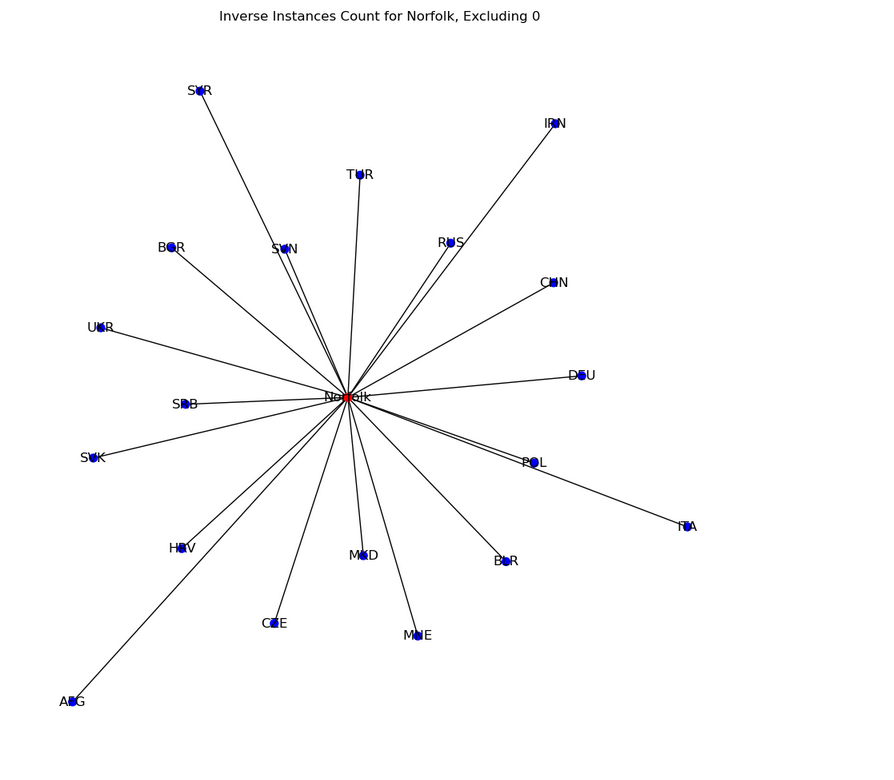 Inverse Instances Count for Norfolk, Excluding 0
SYR
IRN
TUR
RUS
BGR
SVN
CHN
UKR
DEU
Norfolk
SRB
SVK
POL
ITA
HRV
MKD
BLR
CZE
MNE
AFG